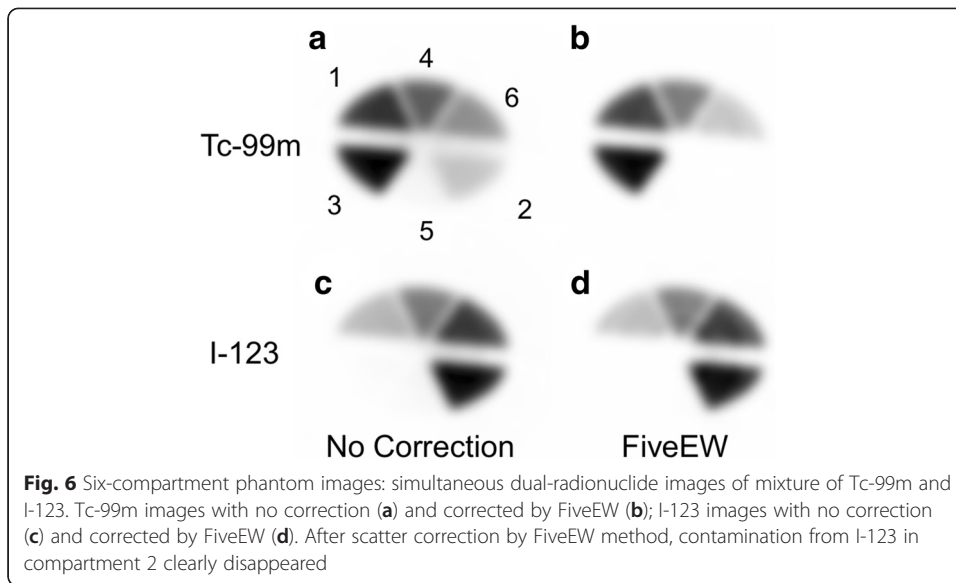 a
b
4
1
6
Tc-99m
3
2
5
c
d
I-123
No Correction
FiveEW
Fig. 6 Six-compartment phantom images: simultaneous dual-radionuclide images of mixture of Tc-99m and
I-123. Tc-99m images with no correction (a) and corrected by FiveEW (b); I-123 images with no correction
(c) and corrected by FiveEW (d). After scatter correction by FiveEW method, contamination from I-123 in
compartment 2 clearly disappeared